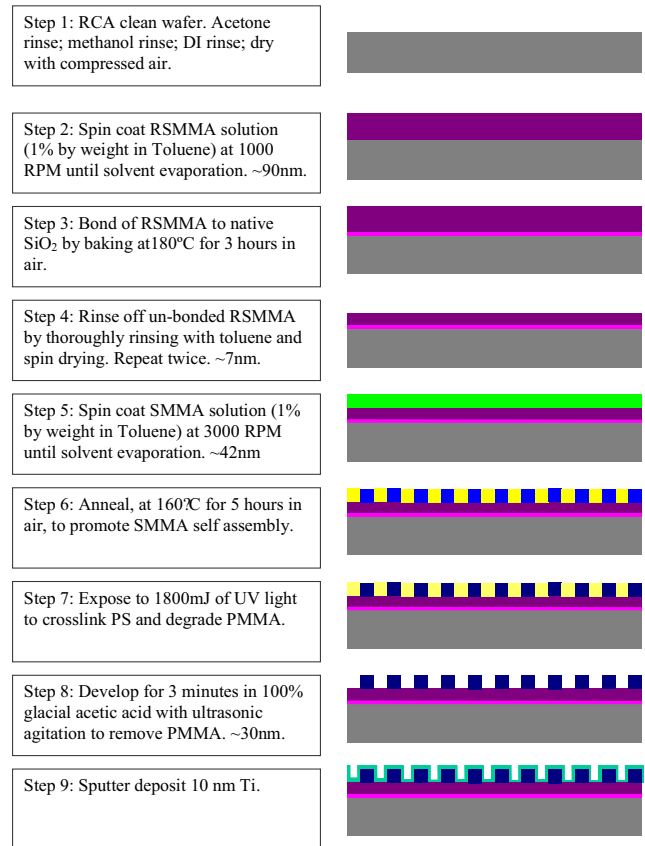 Step 1: RCA clean wafer. Acetone
rinse; methanol rinse; DI rinse; dry
with compressed air.
Step 2: Spin coat RSMMA solution
(1% by weight in Toluene) at 1000
RPM until solvent evaporation. ~90nm.
Step 3: Bond of RSMMA to native
SiO₂ by baking at180ºC for 3 hours in
air.
Step 4: Rinse off un-bonded RSMMA
by thoroughly rinsing with toluene and
spin drying. Repeat twice. ~7nm.
Step 5: Spin coat SMMA solution (1%
by weight in Toluene) at 3000 RPM
until solvent evaporation. ~42nm
Step 6: Anneal, at 160?C for 5 hours in
air, to promote SMMA self assembly.
Step 7: Expose to 1800mJ of UV light
to crosslink PS and degrade PMMA.
Step 8: Develop for 3 minutes in 100%
glacial acetic acid with ultrasonic
agitation to remove PMMA. ~30nm.
Step 9: Sputter deposit 10 nm Ti.